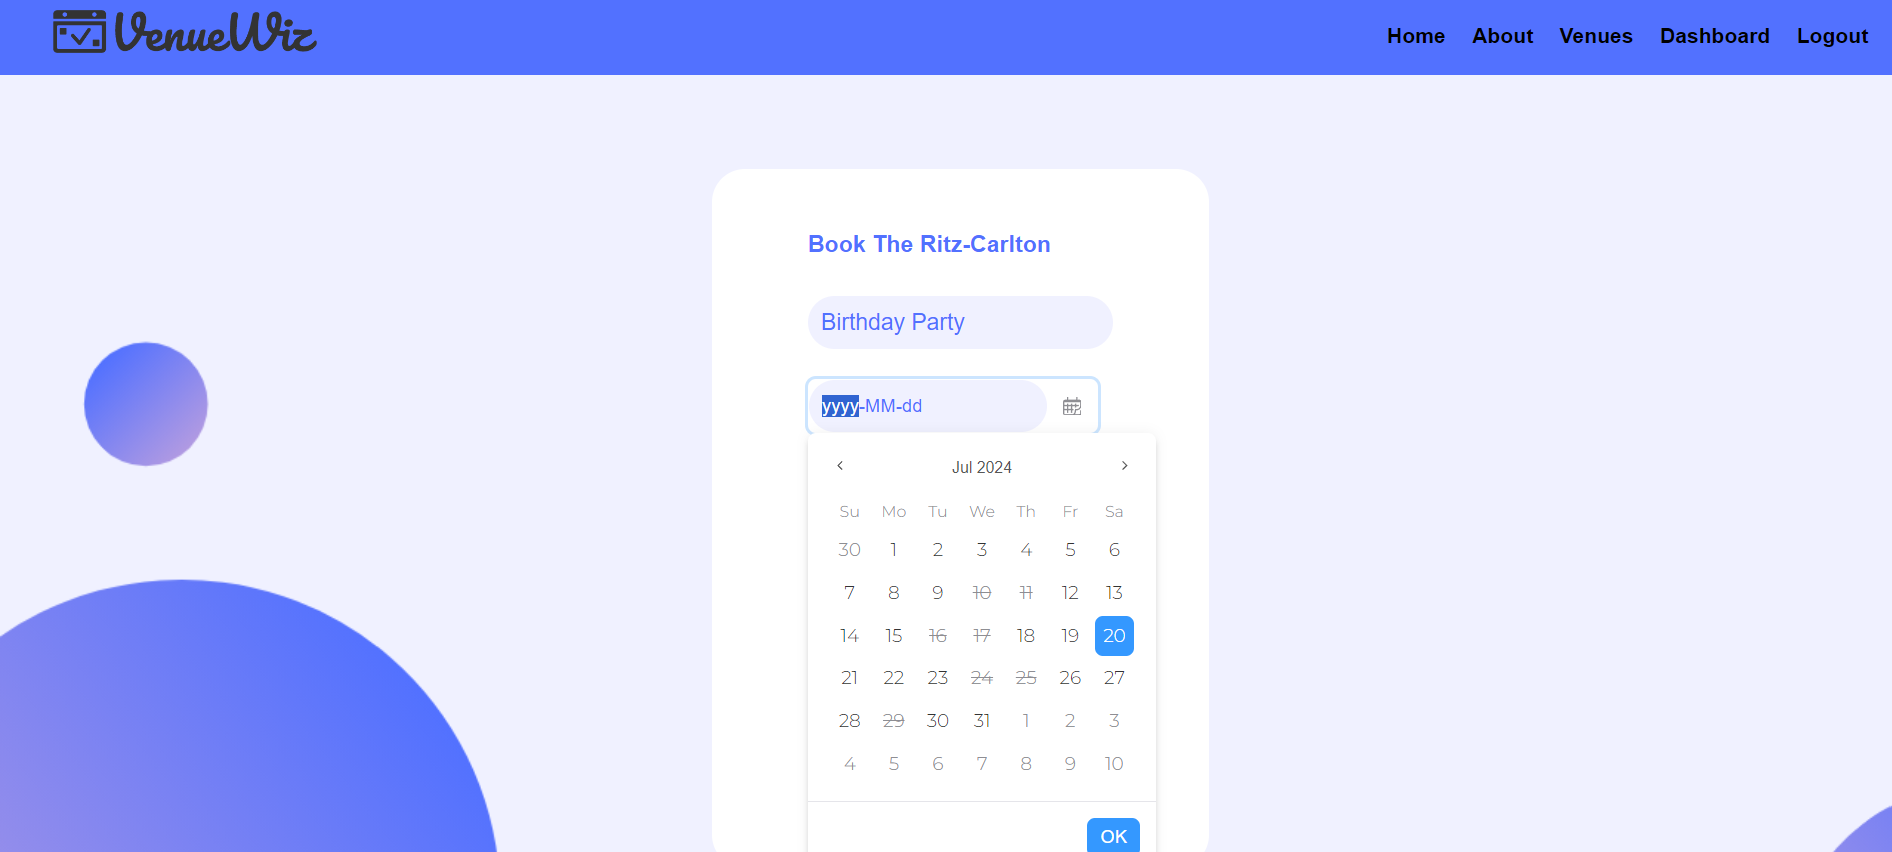 VenueWiz Home About Venues Dashboard Logout
Book The Ritz-Carlton
Birthday Party
yyyy-MM-dd
Jul 2024
Su Mo Tu We Th Fr Sa
30 1 2 3 4 5 6
7 8 9 10 11 12 13
14 15 16 17 18 19 20
21 22 23 24 25 26 27
28 29 30 31 1 2 3
4 5 6 7 8 9 10
OK